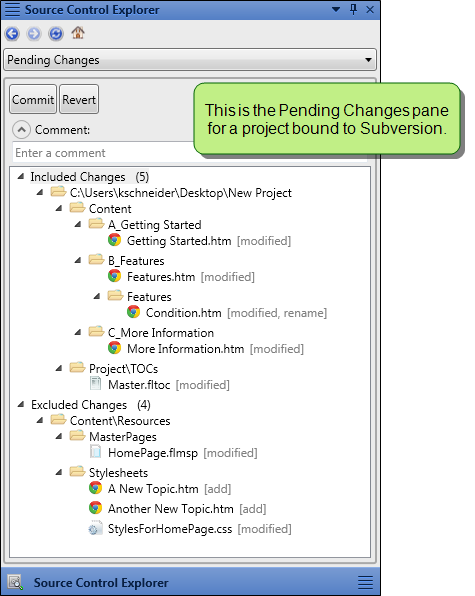 Source Control Explorer
Pending Changes
Commit Revert
This is the Pending Changes pane
for a project bound to Subversion.
Comment:
Enter a comment
Included Changes (5)
C:\Users\kschneider\Desktop\New Project
Content
A_Getting Started
Getting Started.htm [modified]
B_Features
Features.htm [modified]
Features
Condition.htm [modified, rename]
C_More Information
More Information.htm [modified]
Project\TOCs
Master.fltoc [modified]
Excluded Changes (4)
Content\Resources
MasterPages
HomePage.flmsp [modified]
Stylesheets
A New Topic.htm [add]
Another New Topic.htm [add]
StylesForHomePage.css [modified]
Source Control Explorer